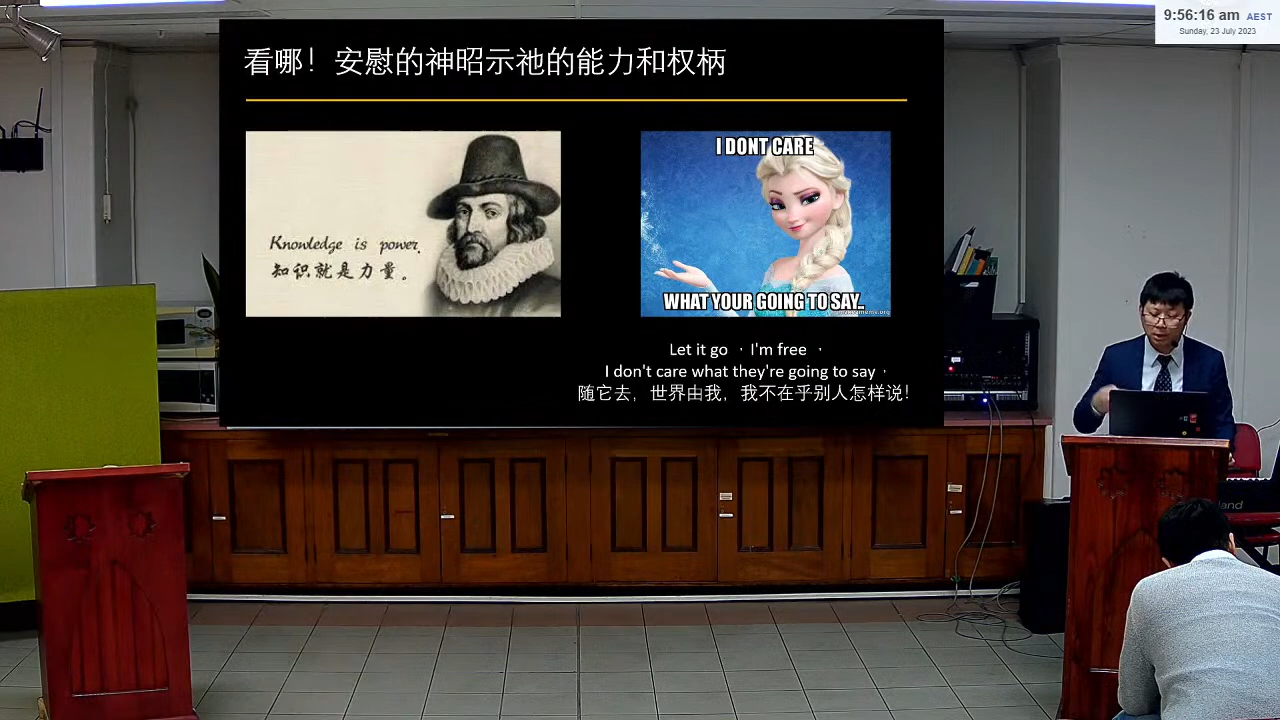 9:56:16 am AEST
Sunday, 23 July 2023
看哪！安慰的神昭示祂的能力和权柄
Knowledge is power.
知识就是力量。
I DONT CARE
WHAT YOUR GOING TO SAY..
Let it go ，I'm free ，
I don't care what they're going to say，
随它去，世界由我，我不在乎别人怎样说！